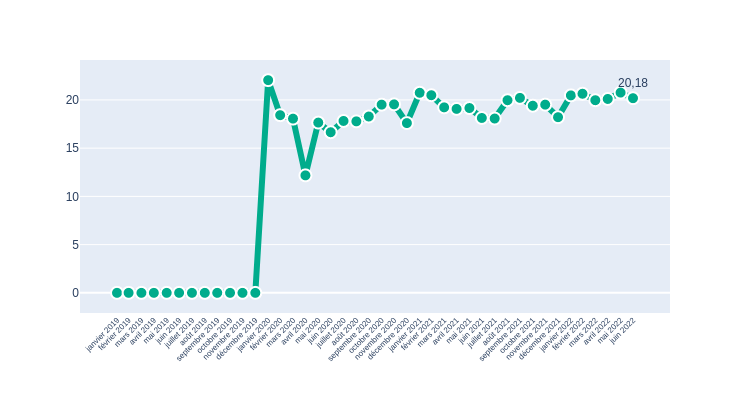 20,18
20
15
10
5
0
janvier 2019
février 2019
mars 2019
avril 2019
mai 2019
juin 2019
juillet 2019
août 2019
septembre 2019
octobre 2019
novembre 2019
décembre 2019
janvier 2020
février 2020
mars 2020
avril 2020
mai 2020
juin 2020
juillet 2020
août 2020
septembre 2020
octobre 2020
novembre 2020
décembre 2020
janvier 2021
février 2021
mars 2021
avril 2021
mai 2021
juin 2021
juillet 2021
août 2021
septembre 2021
octobre 2021
novembre 2021
décembre 2021
janvier 2022
février 2022
mars 2022
avril 2022
mai 2022
juin 2022